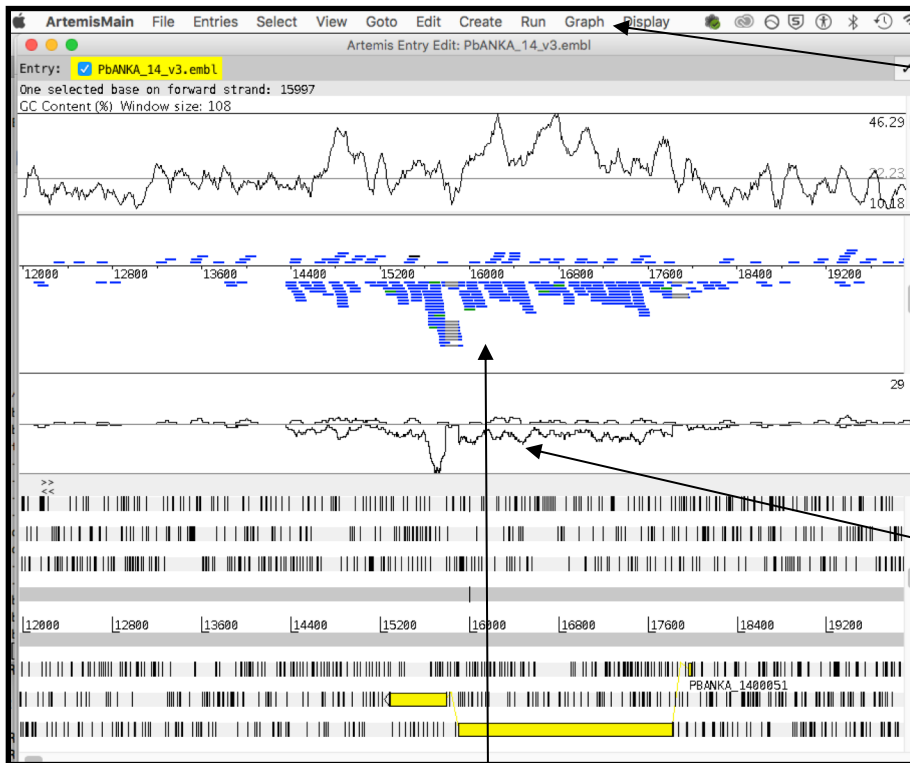 ArtemisMain File Entries Select View Goto Edit Create Run Graph Display
Artemis Entry Edit: PbANKA_14_v3.embl
Entry: PbANKA_14_v3.embl
One selected base on forward strand: 15997
GC Content (%) Window size: 108
46.29
22.23
10.18
12000 12800 13600 14400 15200 16000 16800 17600 18400 19200
29
>>
<<
12000 12800 13600 14400 15200 16000 16800 17600 18400 19200
PBANKA_1400051